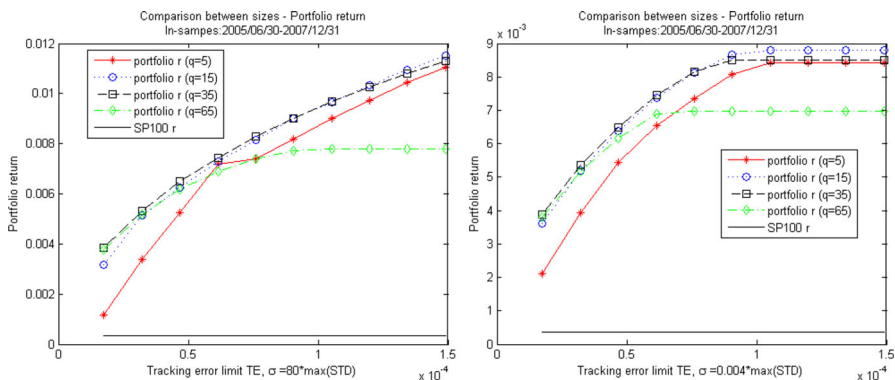 Comparison between sizes - Portfolio return
In-sampes:2005/06/30-2007/12/31
0.012
0.01
0.008
0.006
0.004
0.002
0
Portfolio return
portfolio r (q=5)
portfolio r (q=15)
portfolio r (q=35)
portfolio r (q=65)
SP100 r
0
0.5
1
1.5
x 10⁻⁴
Tracking error limit TE, σ =80*max(STD)
Comparison between sizes - Portfolio return
In-sampes:2005/06/30-2007/12/31
x 10⁻³
9
8
7
6
5
4
3
2
1
0
Portfolio return
portfolio r (q=5)
portfolio r (q=15)
portfolio r (q=35)
portfolio r (q=65)
SP100 r
0
0.5
1
1.5
x 10⁻⁴
Tracking error limit TE, σ =0.004*max(STD)